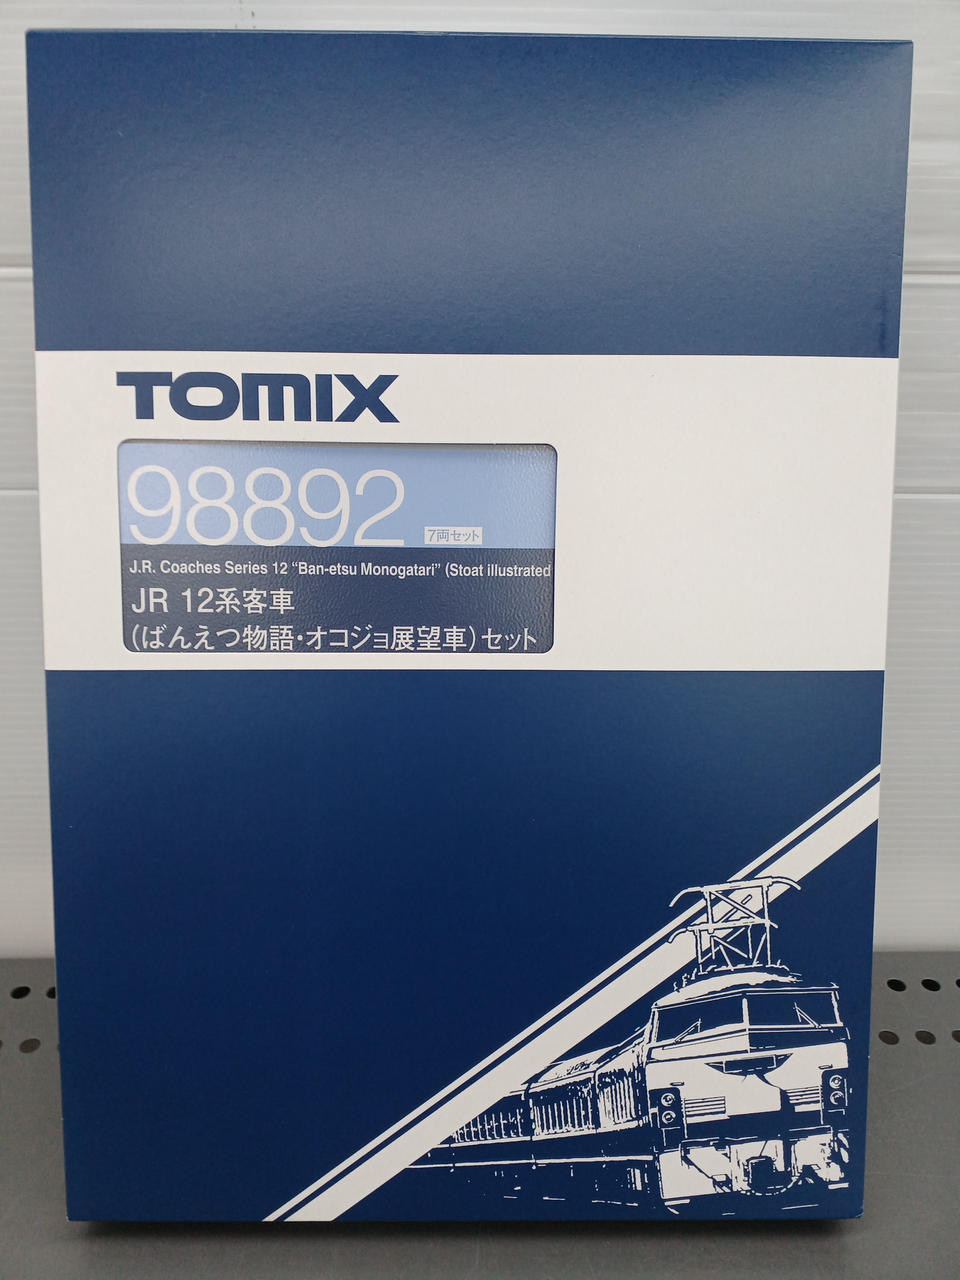 TOMIX
98892
7両セット
J.R. Coaches Series 12 “Ban-etsu Monogatari” (Stoat illustrated
JR 12系客車
(ばんえつ物語・オコジョ展望車)セット